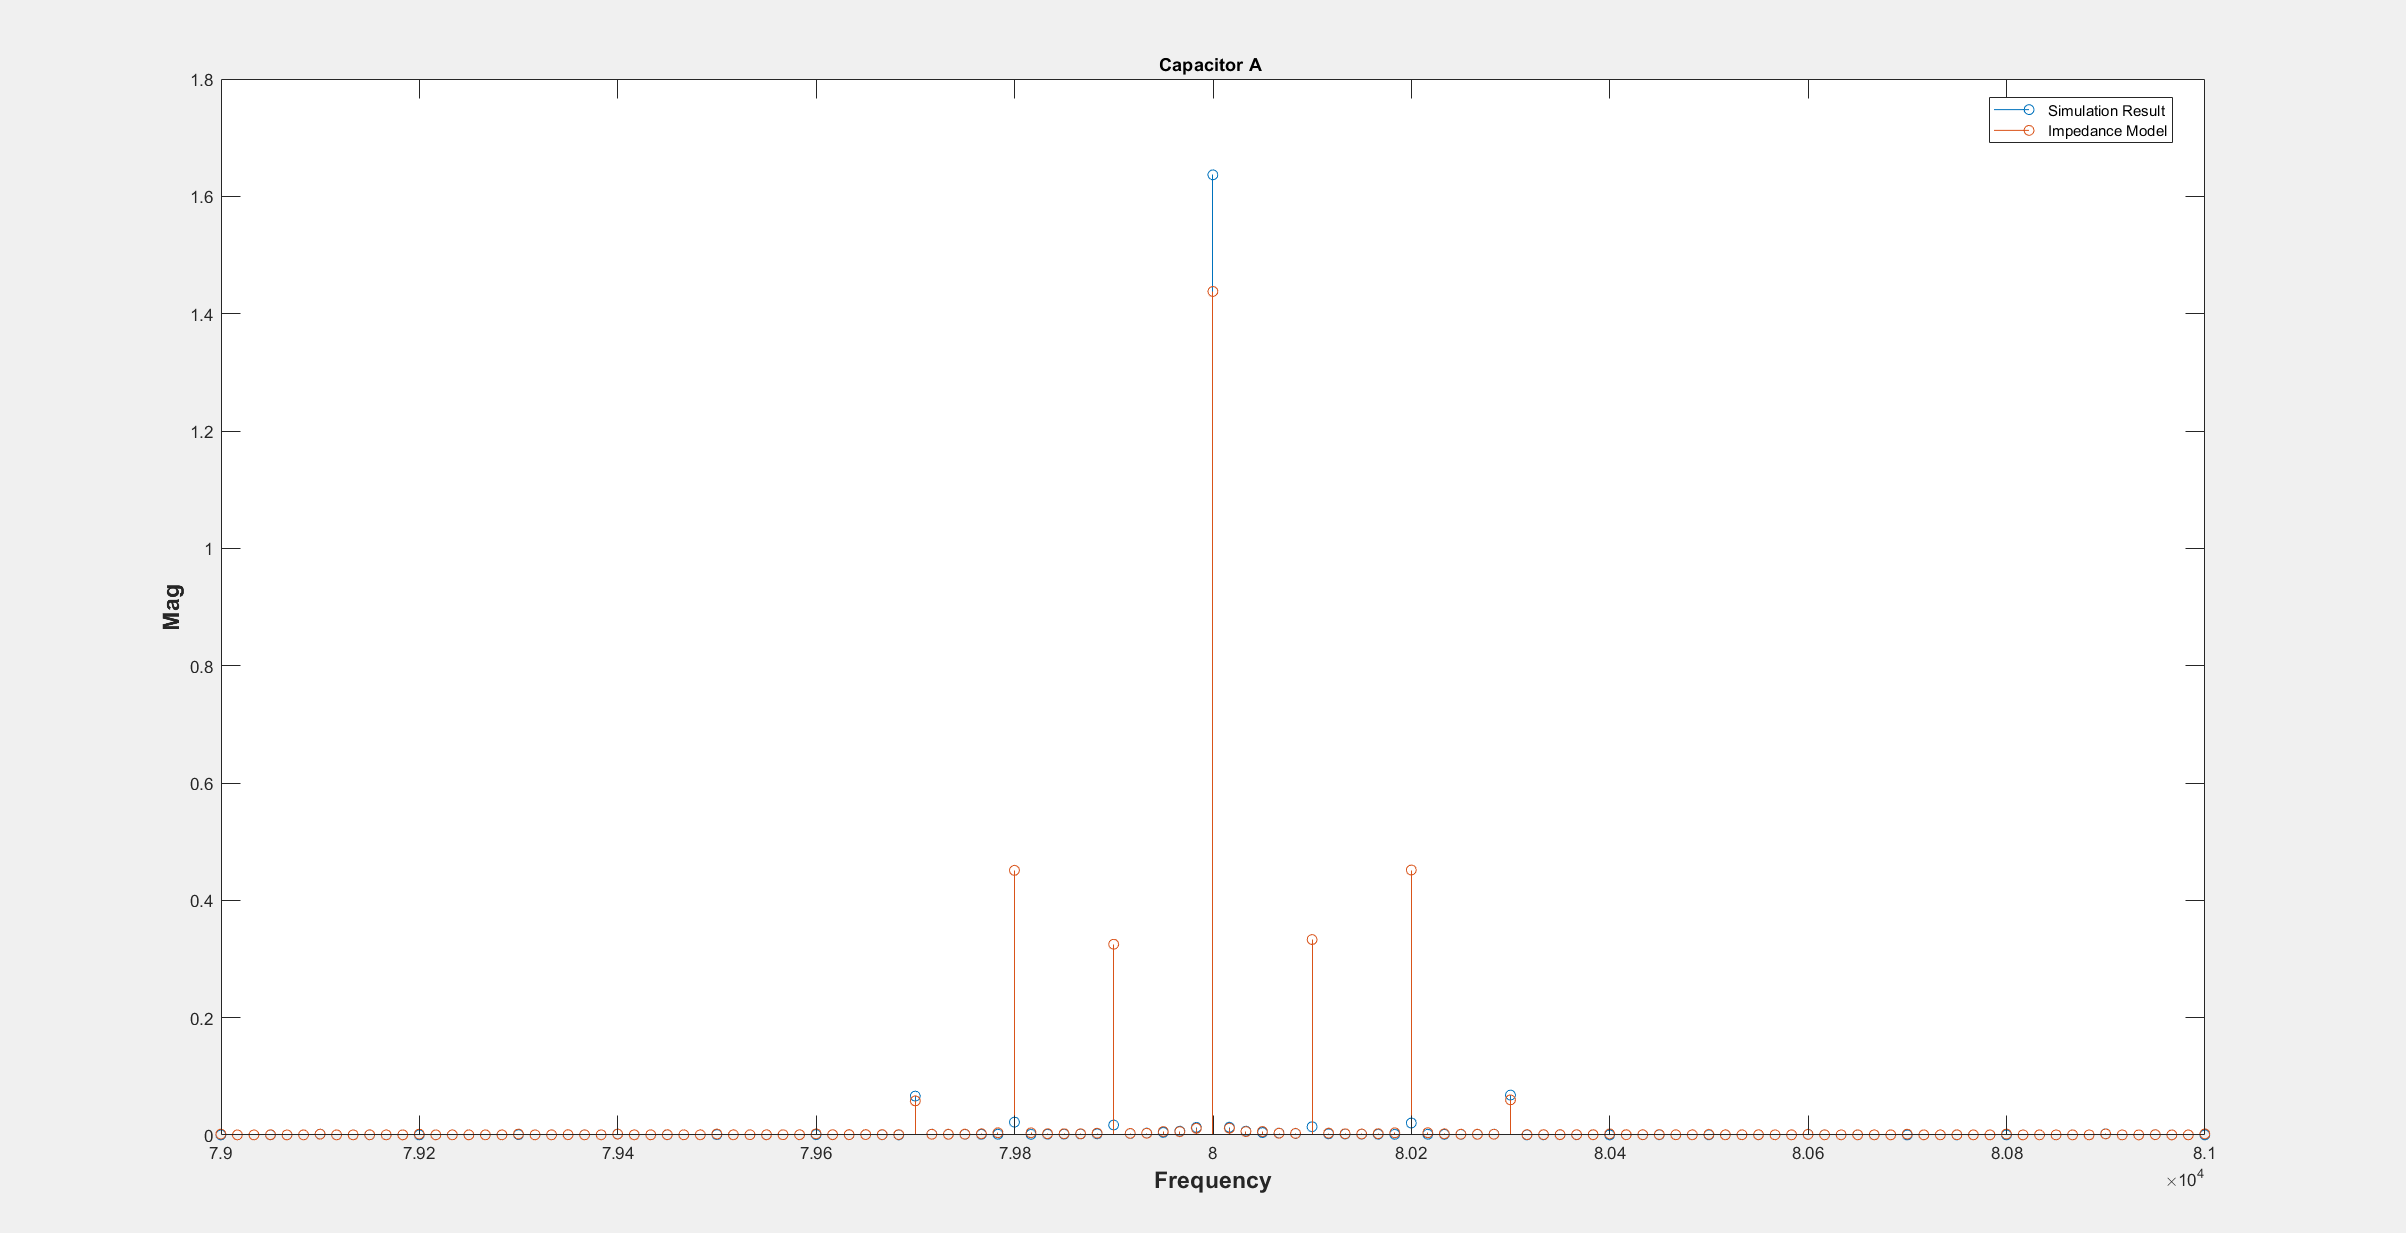 Capacitor A
1.8
1.6
1.4
1.2
1
0.8
0.6
0.4
0.2
0
Mag
Simulation Result
Impedance Model
7.9 7.92 7.94 7.96 7.98 8 8.02 8.04 8.06 8.08 8.1
×10⁴
Frequency